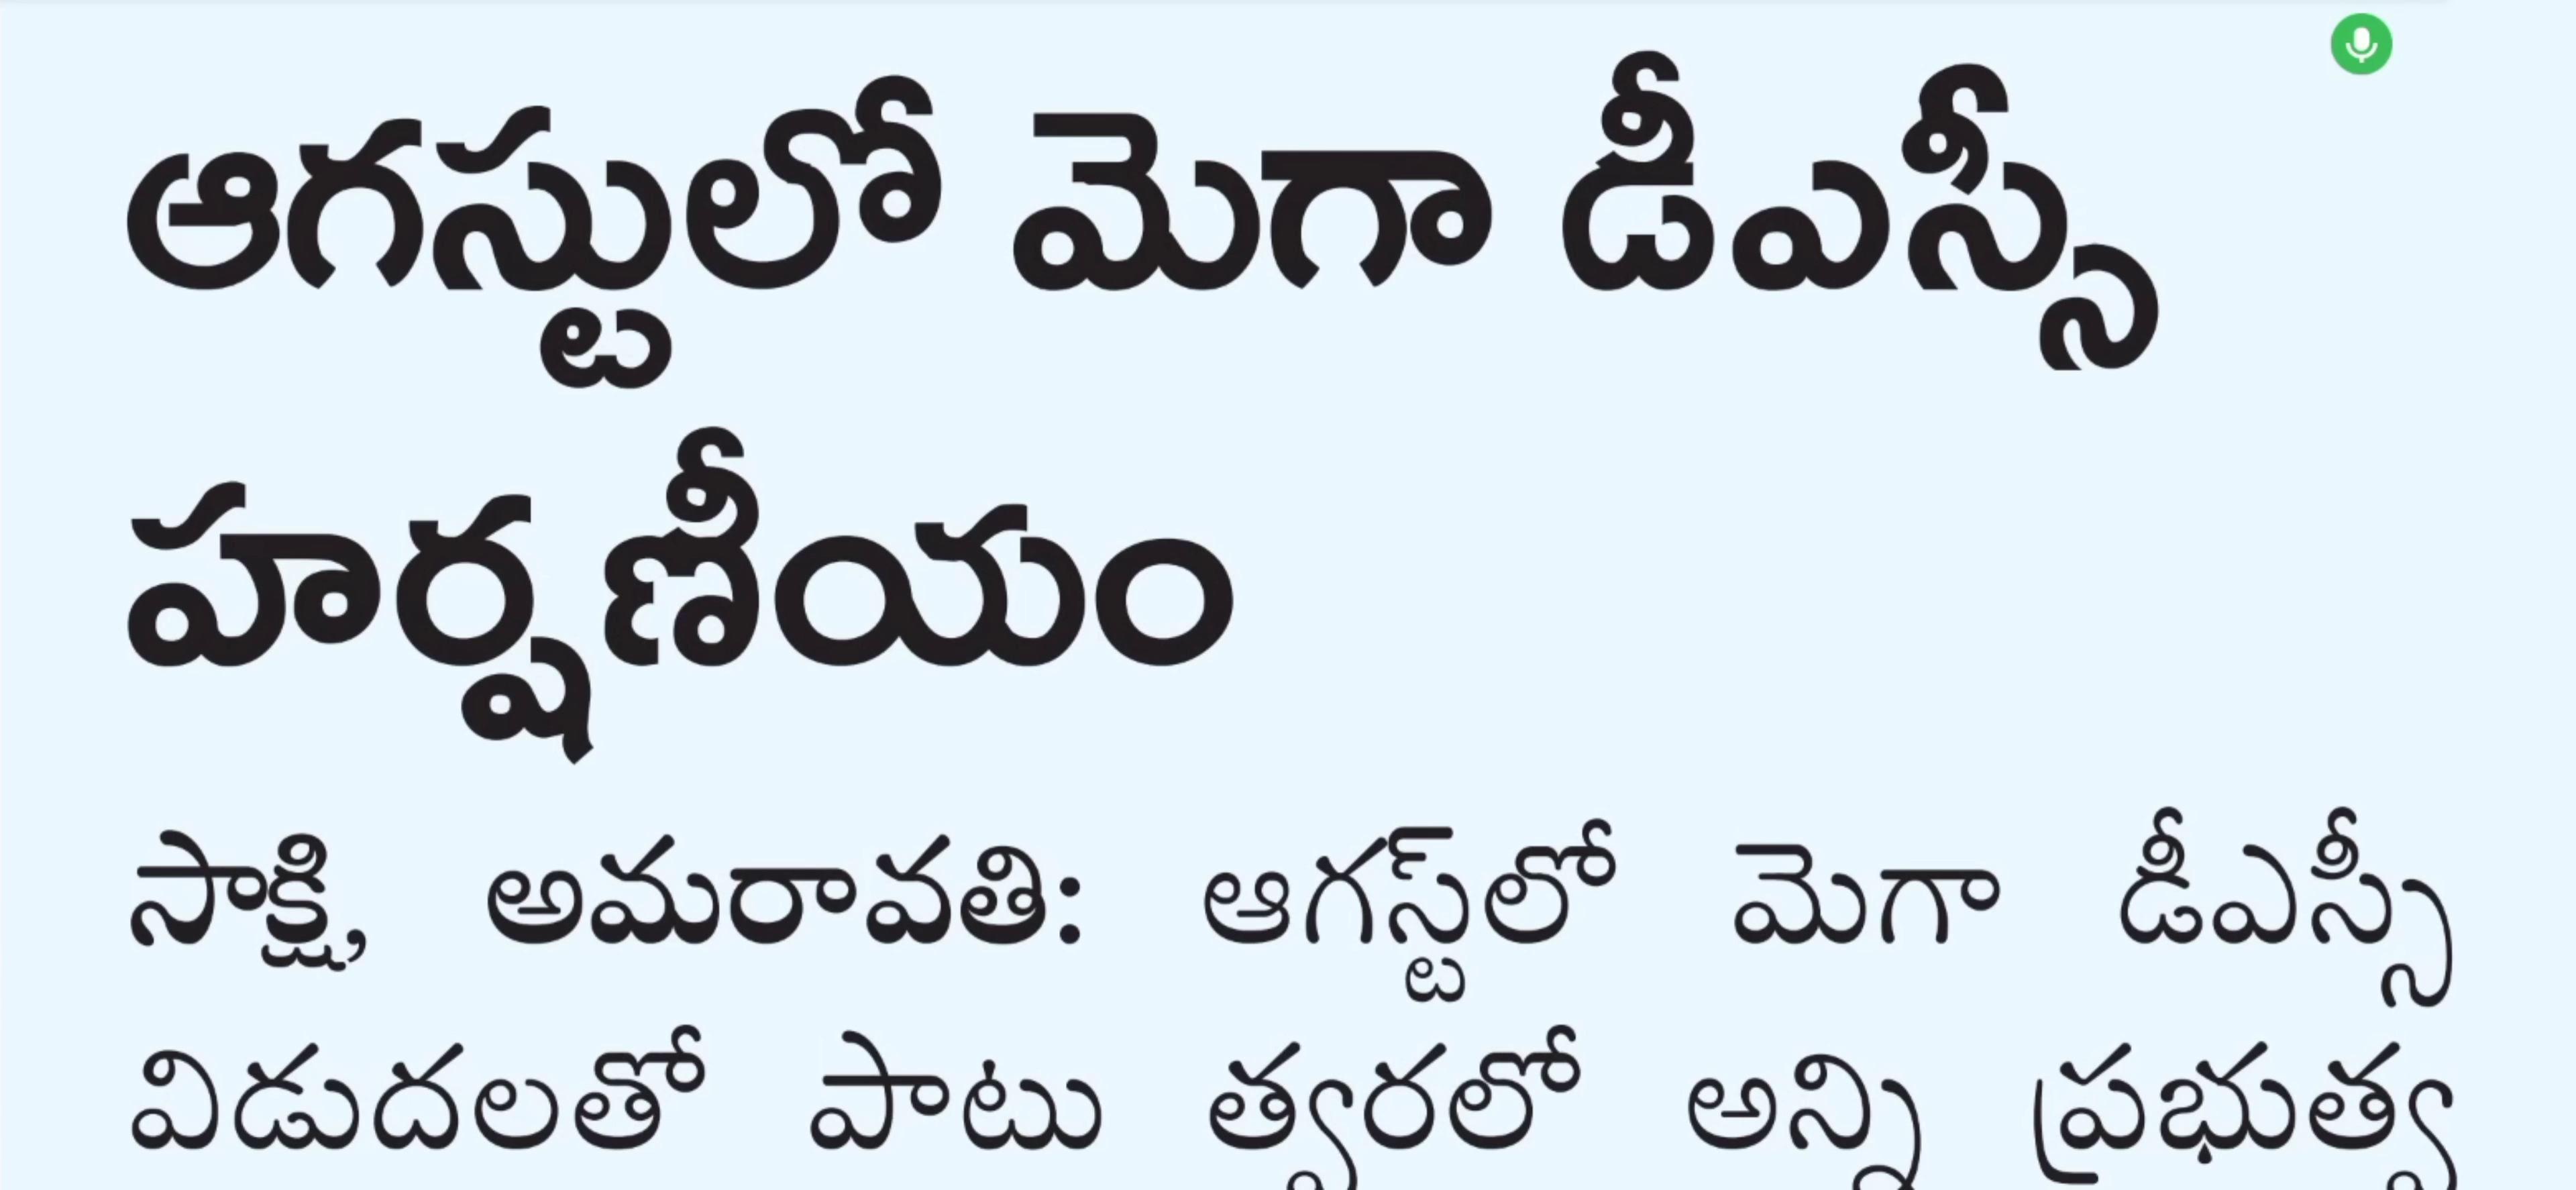 ఆగస్టులో మెగా డీఎస్సీ
హర్షణీయం
సాక్షి, అమరావతి: ఆగస్ట్‌లో మెగా డీఎస్సీ
విడుదలతో పాటు త్వరలో అన్ని ప్రభుత్వ